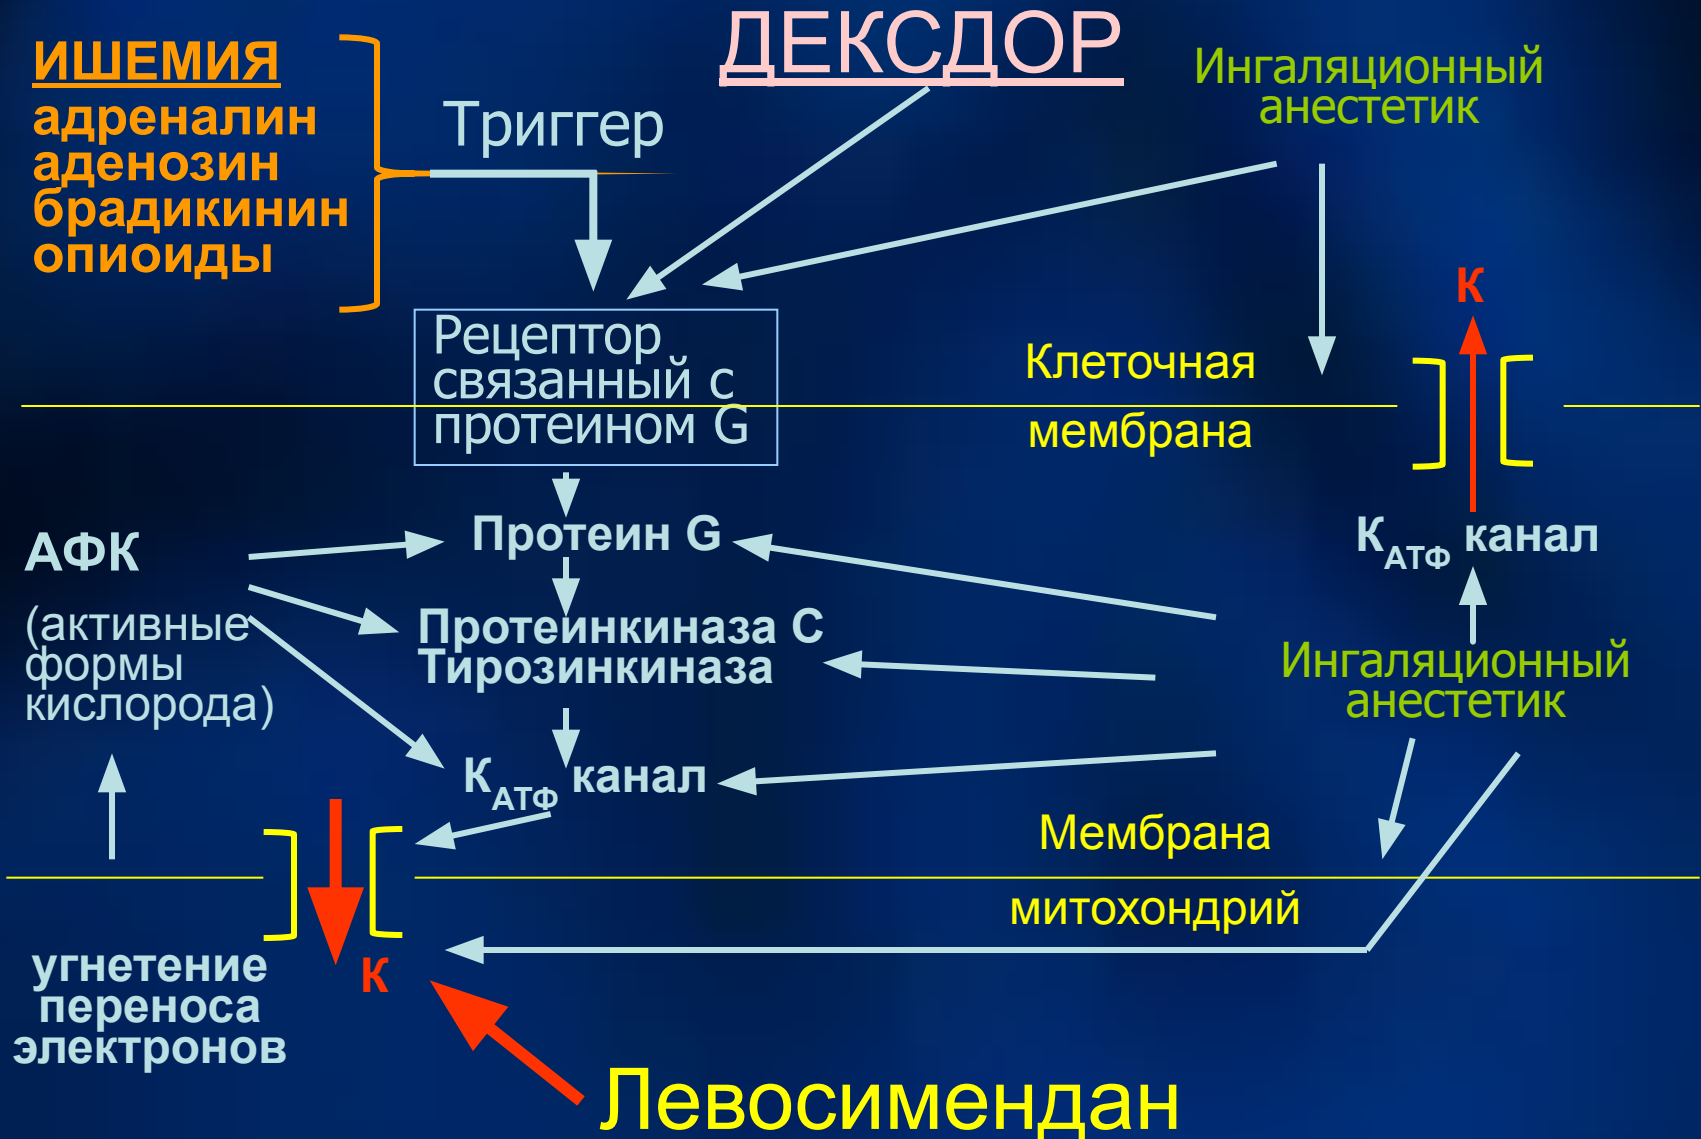 ДЕКСДОР
ИШЕМИЯ
адреналин
аденозин
брадикинин
опиоиды
Триггер
Ингаляционный
анестетик
Рецептор
связанный с
протеином G
Клеточная
мембрана
К
АФК
(активные
формы
кислорода)
Протеин G
Протеинкиназа С
Тирозинкиназа
КАТФ канал
КАТФ канал
Ингаляционный
анестетик
Мембрана
митохондрий
угнетение
переноса
электронов
К
Левосимендан